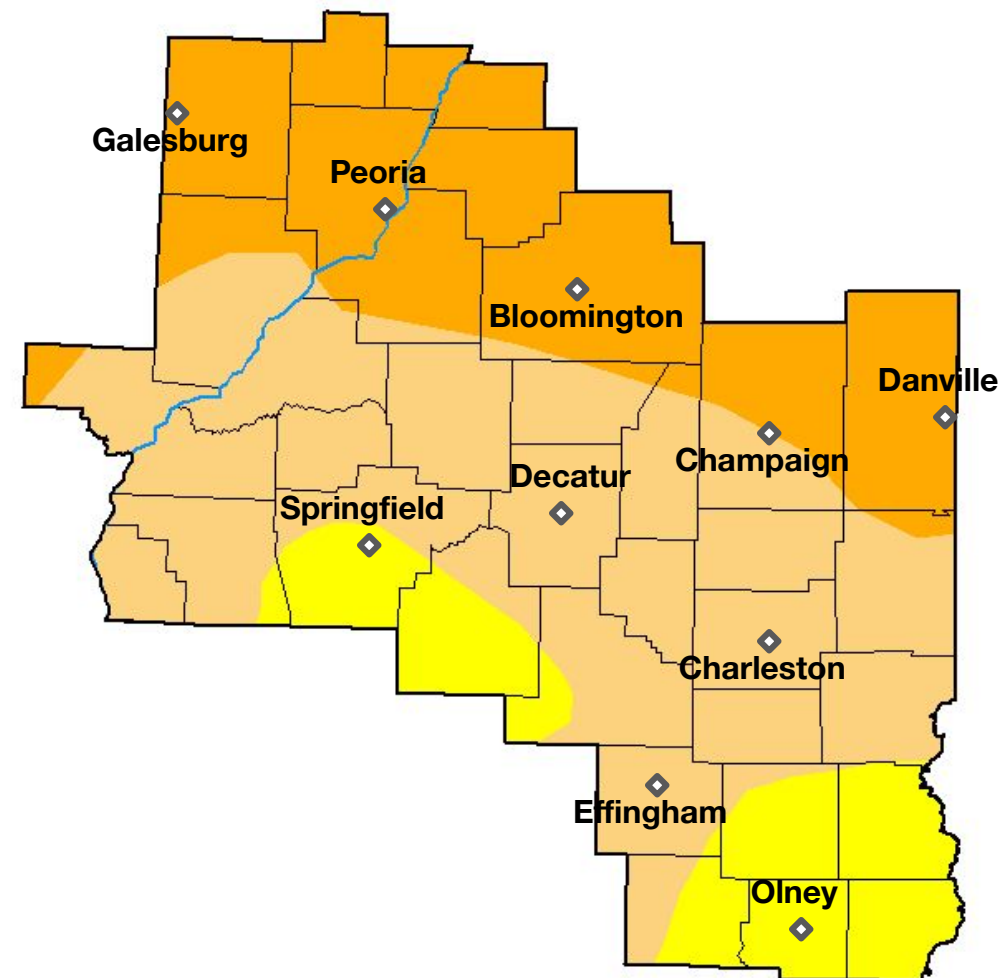 Galesburg
Peoria
Bloomington
Danville
Champaign
Decatur
Springfield
Charleston
Effingham
Olney